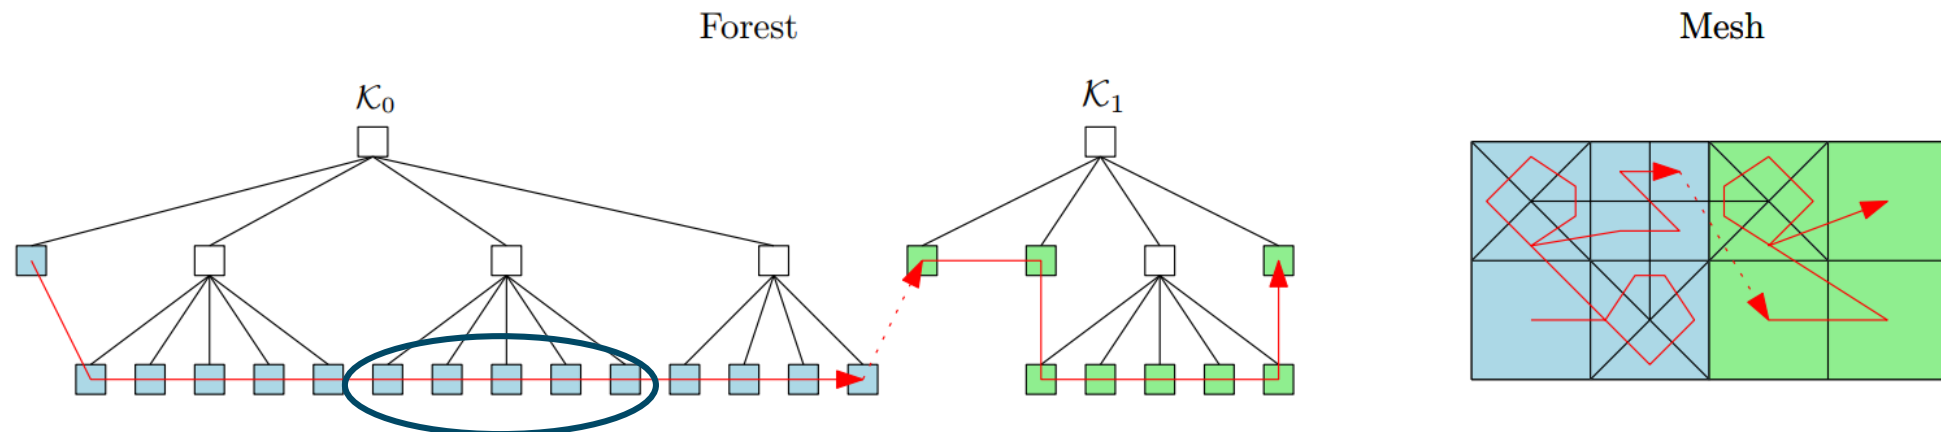 Forest
Mesh
𝒦₀
𝒦₁